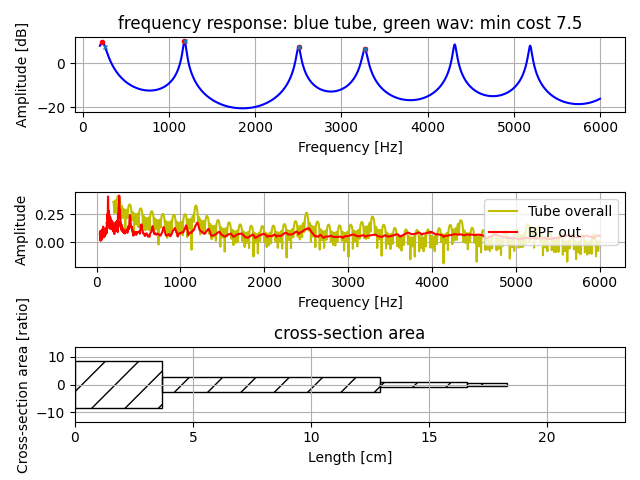 frequency response: blue tube, green wav: min cost 7.5
Amplitude [dB]
0
−20
0 1000 2000 3000 4000 5000 6000
Frequency [Hz]
Amplitude
0.25
0.00
Tube overall
BPF out
0 1000 2000 3000 4000 5000 6000
Frequency [Hz]
cross-section area
Cross-section area [ratio]
10
0
−10
0 5 10 15 20
Length [cm]